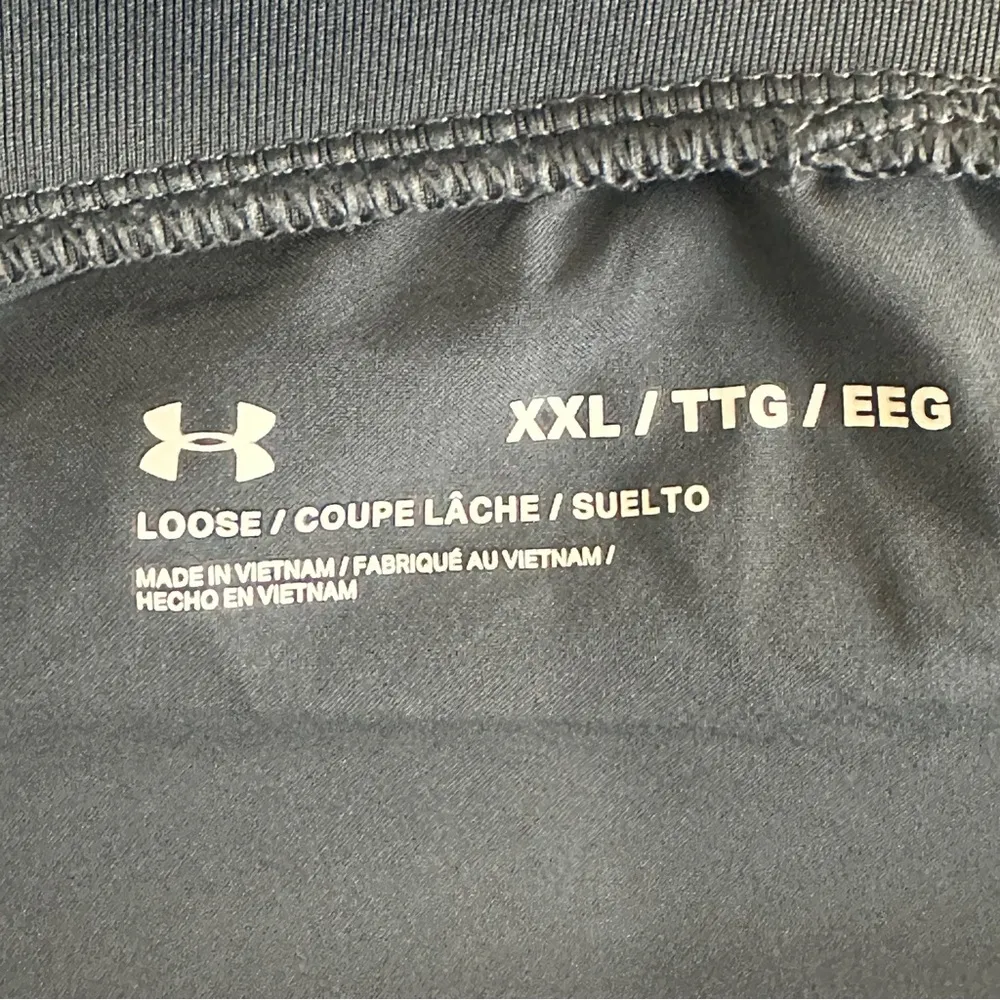 XXL / TTG / EEG
LOOSE / COUPE LÂCHE / SUELTO
MADE IN VIETNAM / FABRIQUÉ AU VIETNAM /
HECHO EN VIETNAM